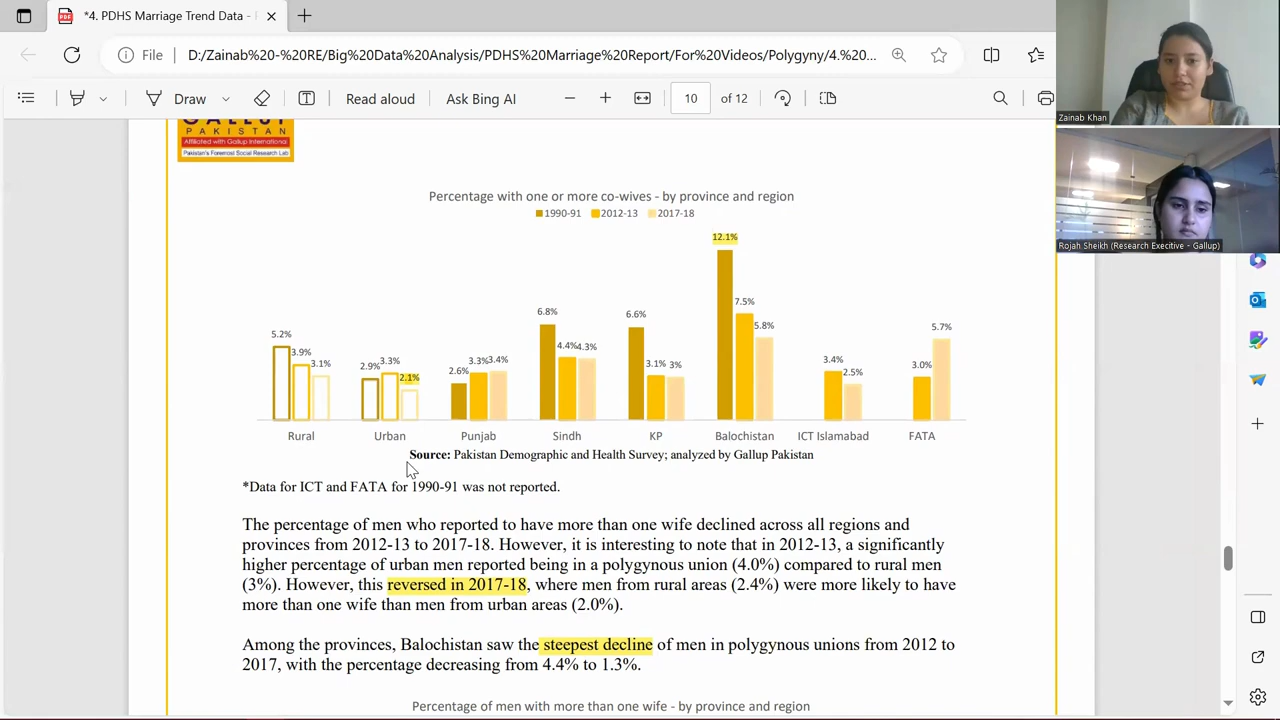 *4. PDHS Marriage Trend Data -
File
D:/Zainab%20-%20RE/Big%20Data%20Analysis/PDHS%20Marriage%20Report/For%20Videos/Polygyny/4.%20...
Draw
Read aloud
Ask Bing AI
10 of 12
Zainab Khan
Rojah Sheikh (Research Execitive - Gallup)
GALLUP
PAKISTAN
Affiliated with Gallup International
Pakistan's Foremost Social Research Lab
Percentage with one or more co-wives - by province and region
1990-91 2012-13 2017-18
5.2% 3.9% 3.1%
2.9% 3.3% 2.1%
2.6% 3.3% 3.4%
6.8% 4.4% 4.3%
6.6% 3.1% 3%
12.1% 7.5% 5.8%
3.4% 2.5%
3.0% 5.7%
Rural Urban Punjab Sindh KP Balochistan ICT Islamabad FATA
Source: Pakistan Demographic and Health Survey; analyzed by Gallup Pakistan
*Data for ICT and FATA for 1990-91 was not reported.
The percentage of men who reported to have more than one wife declined across all regions and
provinces from 2012-13 to 2017-18. However, it is interesting to note that in 2012-13, a significantly
higher percentage of urban men reported being in a polygynous union (4.0%) compared to rural men
(3%). However, this reversed in 2017-18, where men from rural areas (2.4%) were more likely to have
more than one wife than men from urban areas (2.0%).
Among the provinces, Balochistan saw the steepest decline of men in polygynous unions from 2012 to
2017, with the percentage decreasing from 4.4% to 1.3%.
Percentage of men with more than one wife - by province and region